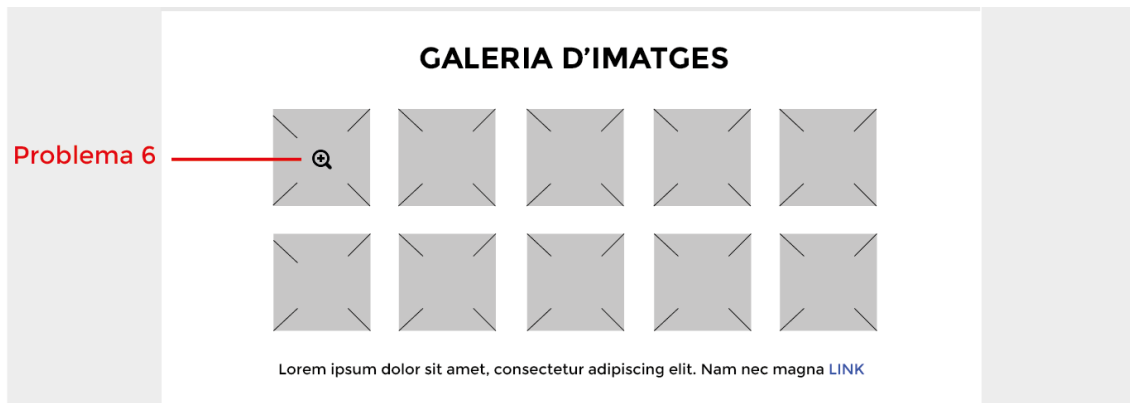 GALERIA D’IMATGES
Problema 6
Lorem ipsum dolor sit amet, consectetur adipiscing elit. Nam nec magna LINK